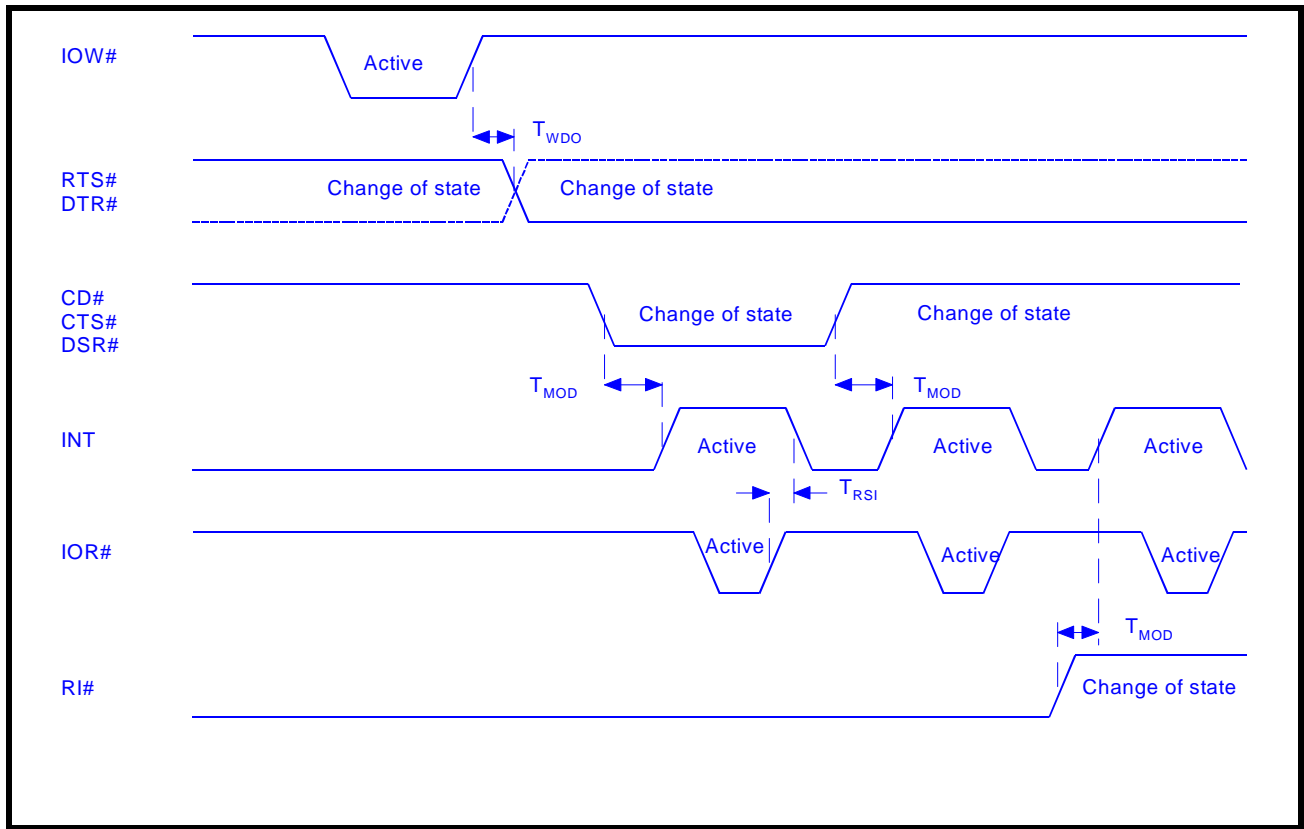 IOW#
Active
TWDO
RTS#
DTR#
Change of state
Change of state
CD#
CTS#
DSR#
Change of state
Change of state
TMOD
TMOD
INT
Active
Active
Active
TRSI
IOR#
Active
Active
Active
TMOD
RI#
Change of state